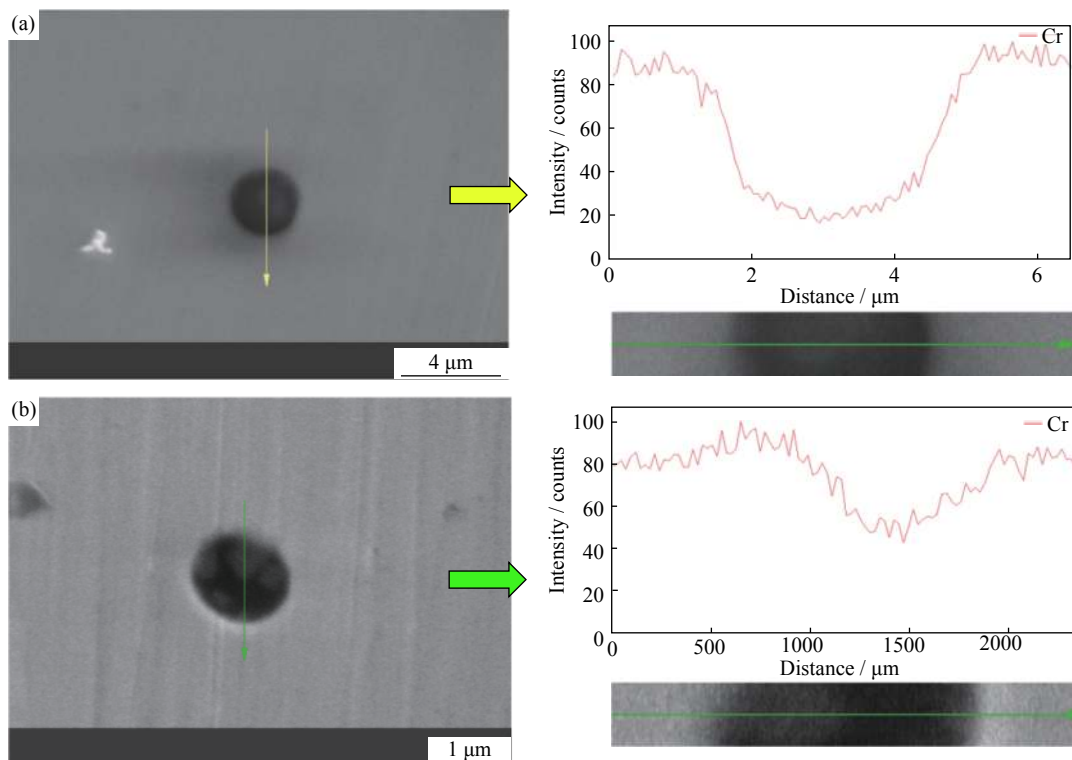 (a)
4 μm
Cr
100
80
60
40
20
0
Intensity / counts
0 2 4 6
Distance / μm
(b)
1 μm
Cr
100
80
60
40
20
0
Intensity / counts
0 500 1000 1500 2000
Distance / μm